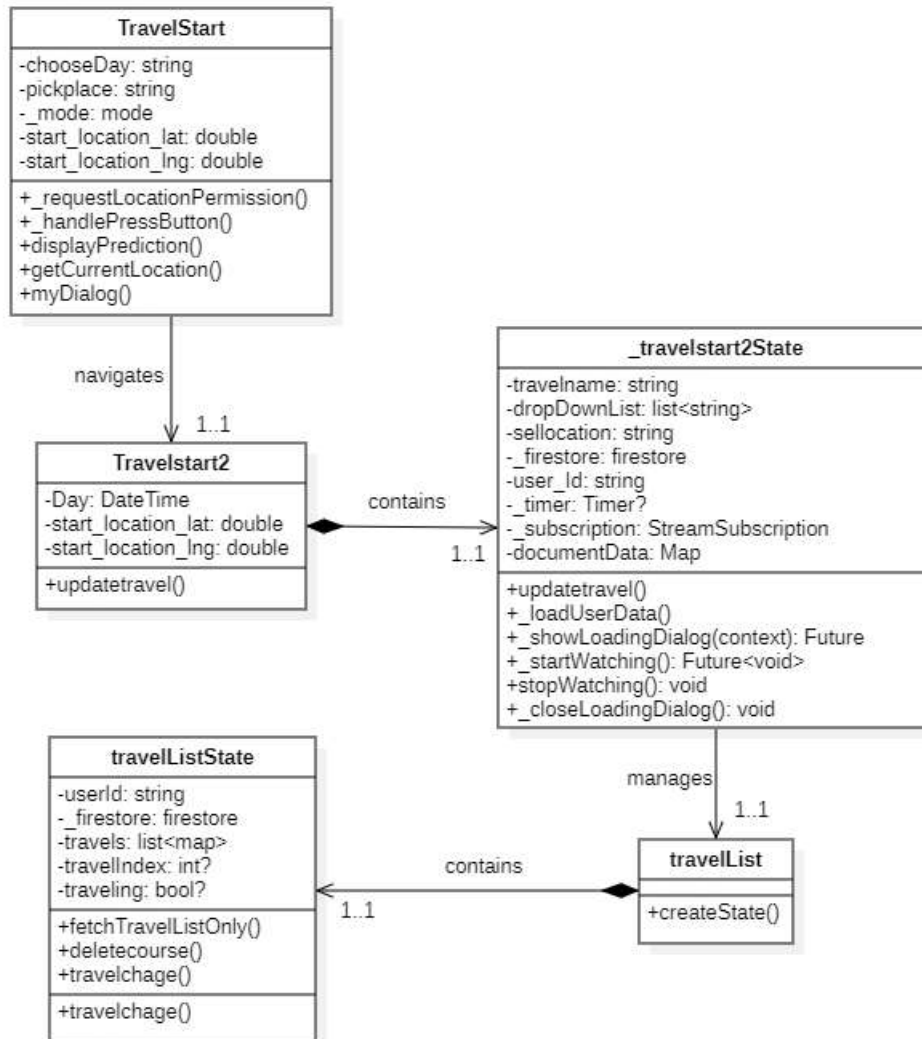 TravelStart
-chooseDay: string
-pickplace: string
-_mode: mode
-start_location_lat: double
-start_location_lng: double
+_requestLocationPermission()
+_handlePressButton()
+displayPrediction()
+getCurrentLocation()
+myDialog()
navigates
1..1
Travelstart2
-Day: DateTime
-start_location_lat: double
-start_location_lng: double
+updatetravel()
contains
1..1
_travelstart2State
-travelname: string
-dropDownList: list<string>
-sellocation: string
-_firestore: firestore
-user_Id: string
-_timer: Timer?
-_subscription: StreamSubscription
-documentData: Map
+updatetravel()
+_loadUserData()
+_showLoadingDialog(context): Future
+_startWatching(): Future<void>
+stopWatching(): void
+_closeLoadingDialog(): void
manages
1..1
travelList
+createState()
contains
1..1
travelListState
-userId: string
-_firestore: firestore
-travels: list<map>
-travelIndex: int?
-traveling: bool?
+fetchTravelListOnly()
+deletecourse()
+travelchage()
+travelchage()